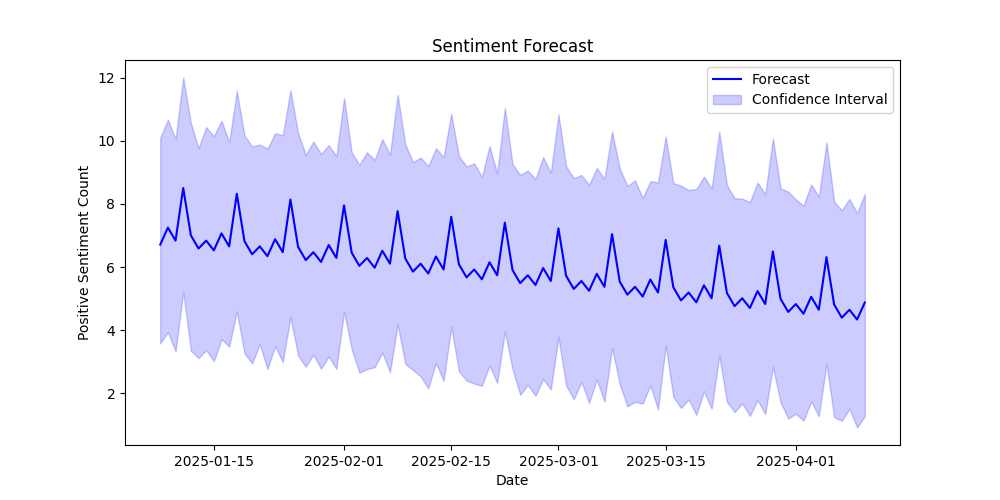 Sentiment Forecast
Forecast
Confidence Interval
Positive Sentiment Count
12
10
8
6
4
2
2025-01-15
2025-02-01
2025-02-15
2025-03-01
2025-03-15
2025-04-01
Date